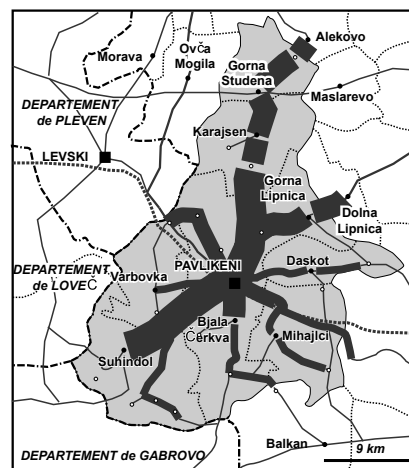 Alekovo
Morava
Ovča
Mogila
Gorna
Studena
Maslarevo
DEPARTEMENT
de PLEVEN
Karajsen
LEVSKI
Gorna
Lipnica
Dolna
Lipnica
Daskot
PAVLIKENI
DEPARTEMENT
de LOVEČ
Varbovka
Bjala
Čerkva
Mihajlci
Suhindol
Balkan
9 km
DEPARTEMENT de GABROVO